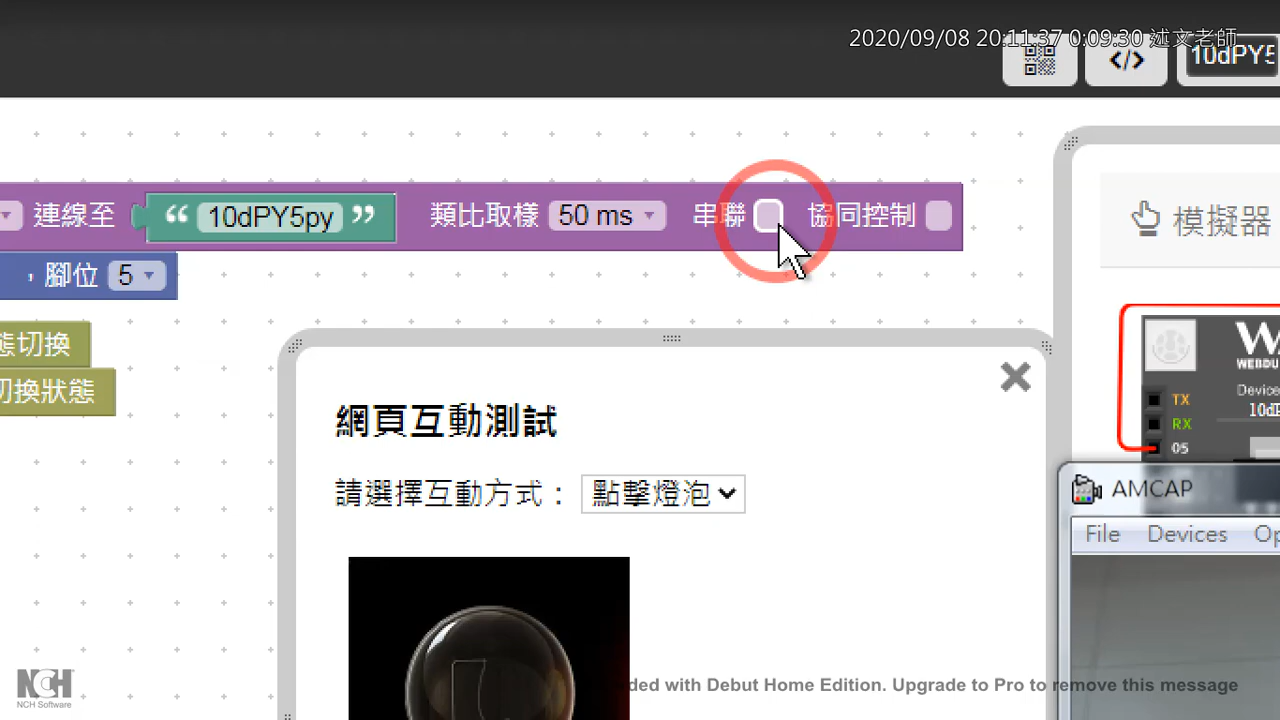 2020/09/08 20:11:37 0:09:30 述文老師
</> 10dPY5
連線至 “ 10dPY5py ” 類比取樣 50 ms 串聯 協同控制
，腳位 5
模擬器
態切換
切換狀態
WEBDU
Device
10dP
TX
RX
05
網頁互動測試
請選擇互動方式： 點擊燈泡
AMCAP
File Devices Op
NCH
NCH Software
ded with Debut Home Edition. Upgrade to Pro to remove this message